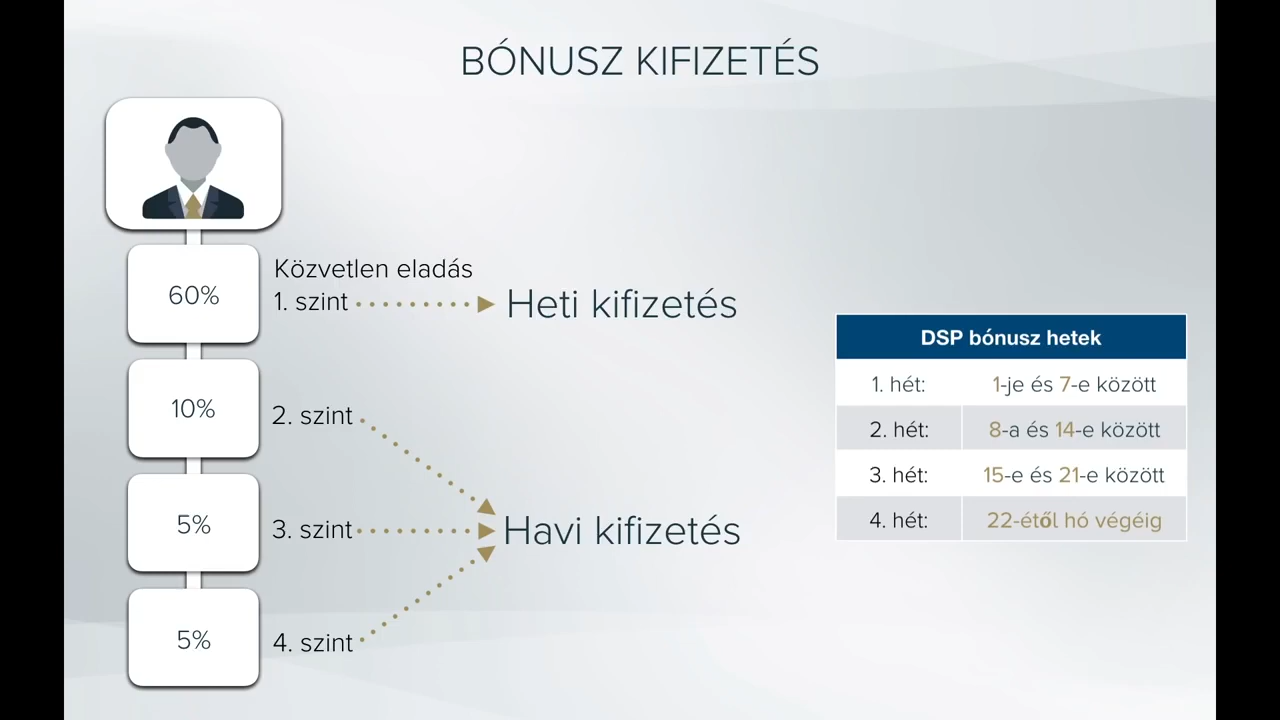 BÓNUSZ KIFIZETÉS
60%
Közvetlen eladás
1. szint
Heti kifizetés
10%
2. szint
5%
3. szint
Havi kifizetés
5%
4. szint
DSP bónusz hetek
1. hét: 1-je és 7-e között
2. hét: 8-a és 14-e között
3. hét: 15-e és 21-e között
4. hét: 22-étől hó végéig